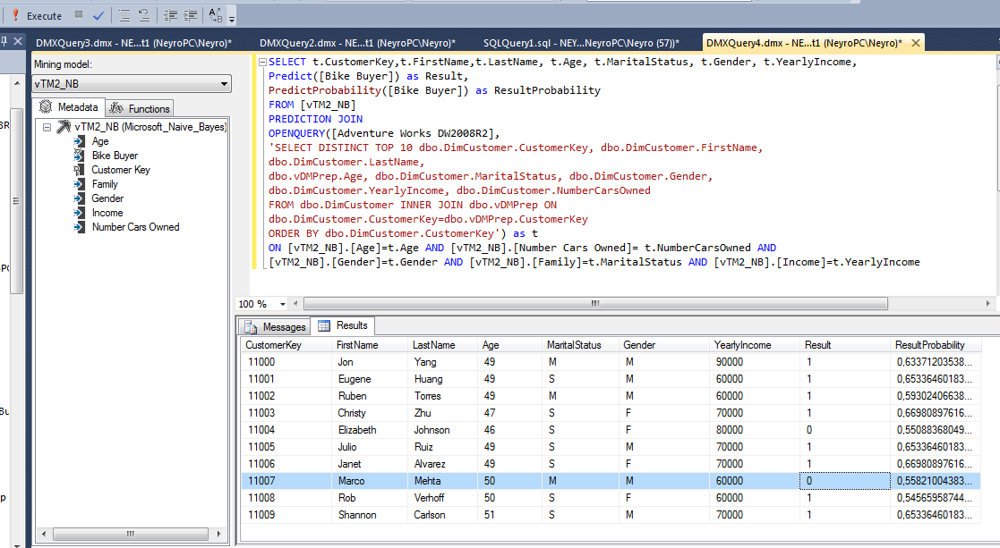 Execute
DMXQuery3.dmx - NE...t1 (NeyroPC\Neyro)*
DMXQuery2.dmx - NE...t1 (NeyroPC\Neyro)*
SQLQuery1.sql - NEY...NeyroPC\Neyro (57))*
DMXQuery4.dmx - NE...t1 (NeyroPC\Neyro)*
Mining model:
vTM2_NB
Metadata
Functions
vTM2_NB (Microsoft_Naive_Bayes)
Age
Bike Buyer
Customer Key
Family
Gender
Income
Number Cars Owned
SELECT t.CustomerKey,t.FirstName,t.LastName, t.Age, t.MaritalStatus, t.Gender, t.YearlyIncome,
Predict([Bike Buyer]) as Result,
PredictProbability([Bike Buyer]) as ResultProbability
FROM [vTM2_NB]
PREDICTION JOIN
OPENQUERY([Adventure Works DW2008R2],
'SELECT DISTINCT TOP 10 dbo.DimCustomer.CustomerKey, dbo.DimCustomer.FirstName,
dbo.DimCustomer.LastName,
dbo.vDMPrep.Age, dbo.DimCustomer.MaritalStatus, dbo.DimCustomer.Gender,
dbo.DimCustomer.YearlyIncome, dbo.DimCustomer.NumberCarsOwned
FROM dbo.DimCustomer INNER JOIN dbo.vDMPrep ON
dbo.DimCustomer.CustomerKey=dbo.vDMPrep.CustomerKey
ORDER BY dbo.DimCustomer.CustomerKey') as t
ON [vTM2_NB].[Age]=t.Age AND [vTM2_NB].[Number Cars Owned]= t.NumberCarsOwned AND
[vTM2_NB].[Gender]=t.Gender AND [vTM2_NB].[Family]=t.MaritalStatus AND [vTM2_NB].[Income]=t.YearlyIncome
100 %
Messages
Results
CustomerKey FirstName LastName Age MaritalStatus Gender YearlyIncome Result ResultProbability
11000 Jon Yang 49 M M 90000 1 0,63371203538...
11001 Eugene Huang 49 S M 60000 1 0,65336460183...
11002 Ruben Torres 49 M M 60000 1 0,59302406638...
11003 Christy Zhu 47 S F 70000 1 0,66980897616...
11004 Elizabeth Johnson 46 S F 80000 0 0,55088368049...
11005 Julio Ruiz 49 S M 70000 1 0,65336460183...
11006 Janet Alvarez 49 S F 70000 1 0,66980897616...
11007 Marco Mehta 50 M M 60000 0 0,55821004383...
11008 Rob Verhoff 50 S F 60000 1 0,54565958744...
11009 Shannon Carlson 51 S M 70000 1 0,65336460183...